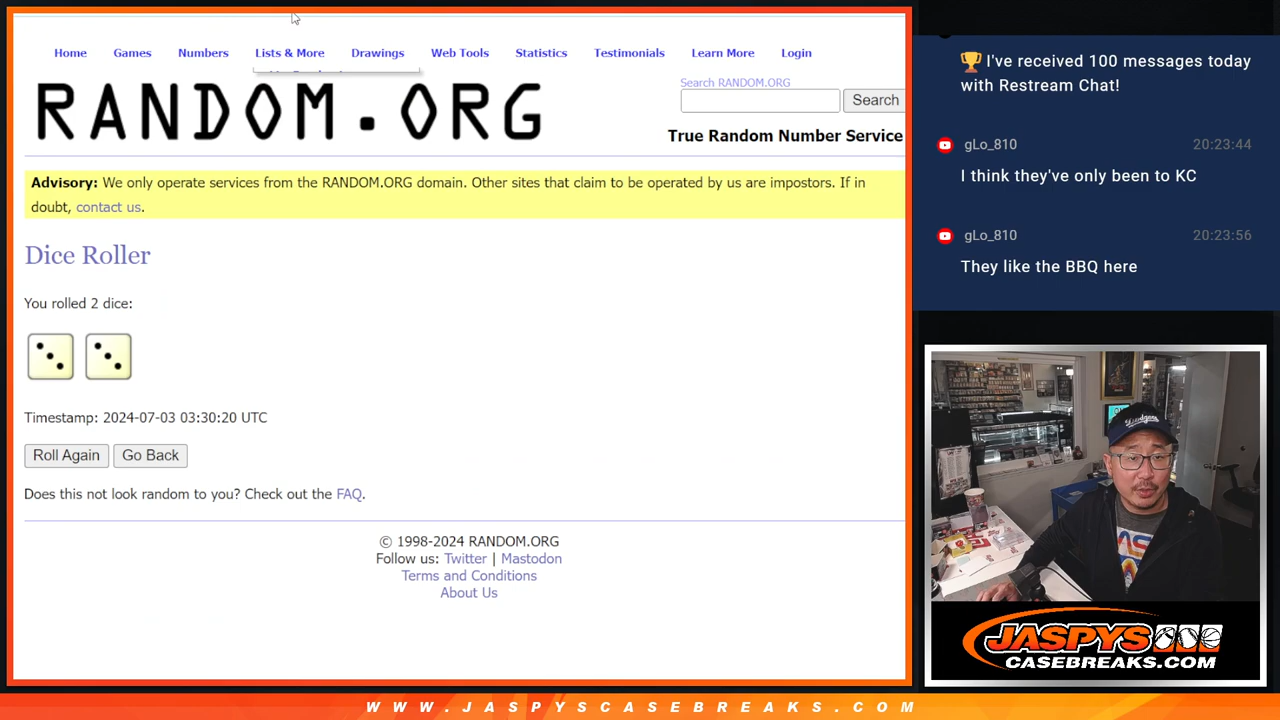 Home Games Numbers Lists & More Drawings Web Tools Statistics Testimonials Learn More Login
RANDOM.ORG
Search RANDOM.ORG
Search
True Random Number Service
Advisory: We only operate services from the RANDOM.ORG domain. Other sites that claim to be operated by us are impostors. If in
doubt, contact us.
Dice Roller
You rolled 2 dice:
Timestamp: 2024-07-03 03:30:20 UTC
Roll Again Go Back
Does this not look random to you? Check out the FAQ.
© 1998-2024 RANDOM.ORG
Follow us: Twitter | Mastodon
Terms and Conditions
About Us
🏆 I've received 100 messages today
with Restream Chat!
gLo_810 20:23:44
I think they've only been to KC
gLo_810 20:23:56
They like the BBQ here
Dodgers
JASPYS
CASEBREAKS.COM
WWW.JASPYSCASEBREAKS.COM